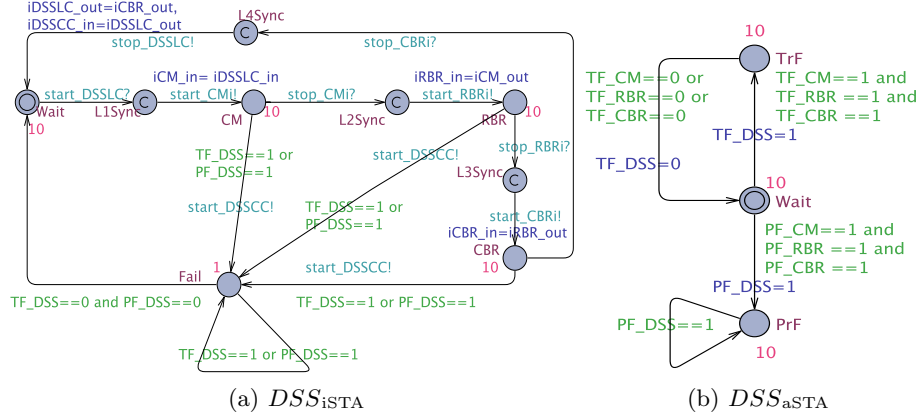 iDSSLC_out=iCBR_out,
iDSSCC_in=iDSSLC_out
L4Sync
C
stop_DSSLC!
stop_CBRi?
iCM_in= iDSSLC_in
iRBR_in=iCM_out
start_DSSLC?
C
start_CMi!
stop_CMi?
C
start_RBRi!
Wait
10
L1Sync
CM
10
L2Sync
RBR
10
stop_RBRi?
TF_DSS==1 or
PF_DSS==1
start_DSSCC!
L3Sync
C
start_DSSCC!
TF_DSS==1 or
PF_DSS==1
start_CBRi!
iCBR_in=iRBR_out
CBR
10
Fail
1
start_DSSCC!
TF_DSS==0 and PF_DSS==0
TF_DSS==1 or PF_DSS==1
TF_DSS==1 or PF_DSS==1
(a) DSS iSTA
10
TrF
TF_CM==0 or
TF_RBR==0 or
TF_CBR==0
TF_CM==1 and
TF_RBR ==1 and
TF_CBR ==1
TF_DSS=1
TF_DSS=0
10
C
Wait
PF_CM==1 and
PF_RBR ==1 and
PF_CBR ==1
PF_DSS=1
PF_DSS==1
PrF
10
(b) DSS aSTA